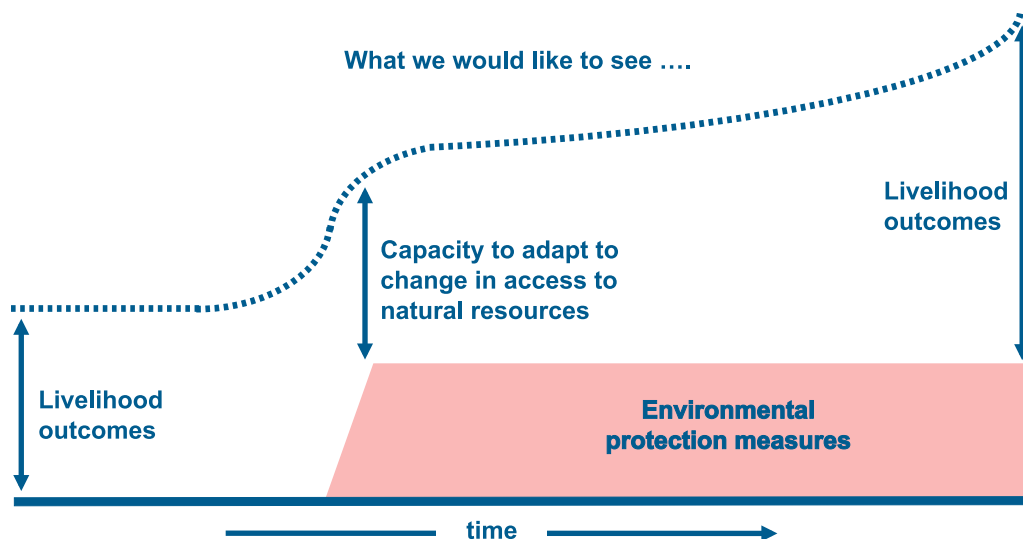 What we would like to see ....
Livelihood
outcomes
Capacity to adapt to
change in access to
natural resources
Livelihood
outcomes
Environmental
protection measures
time